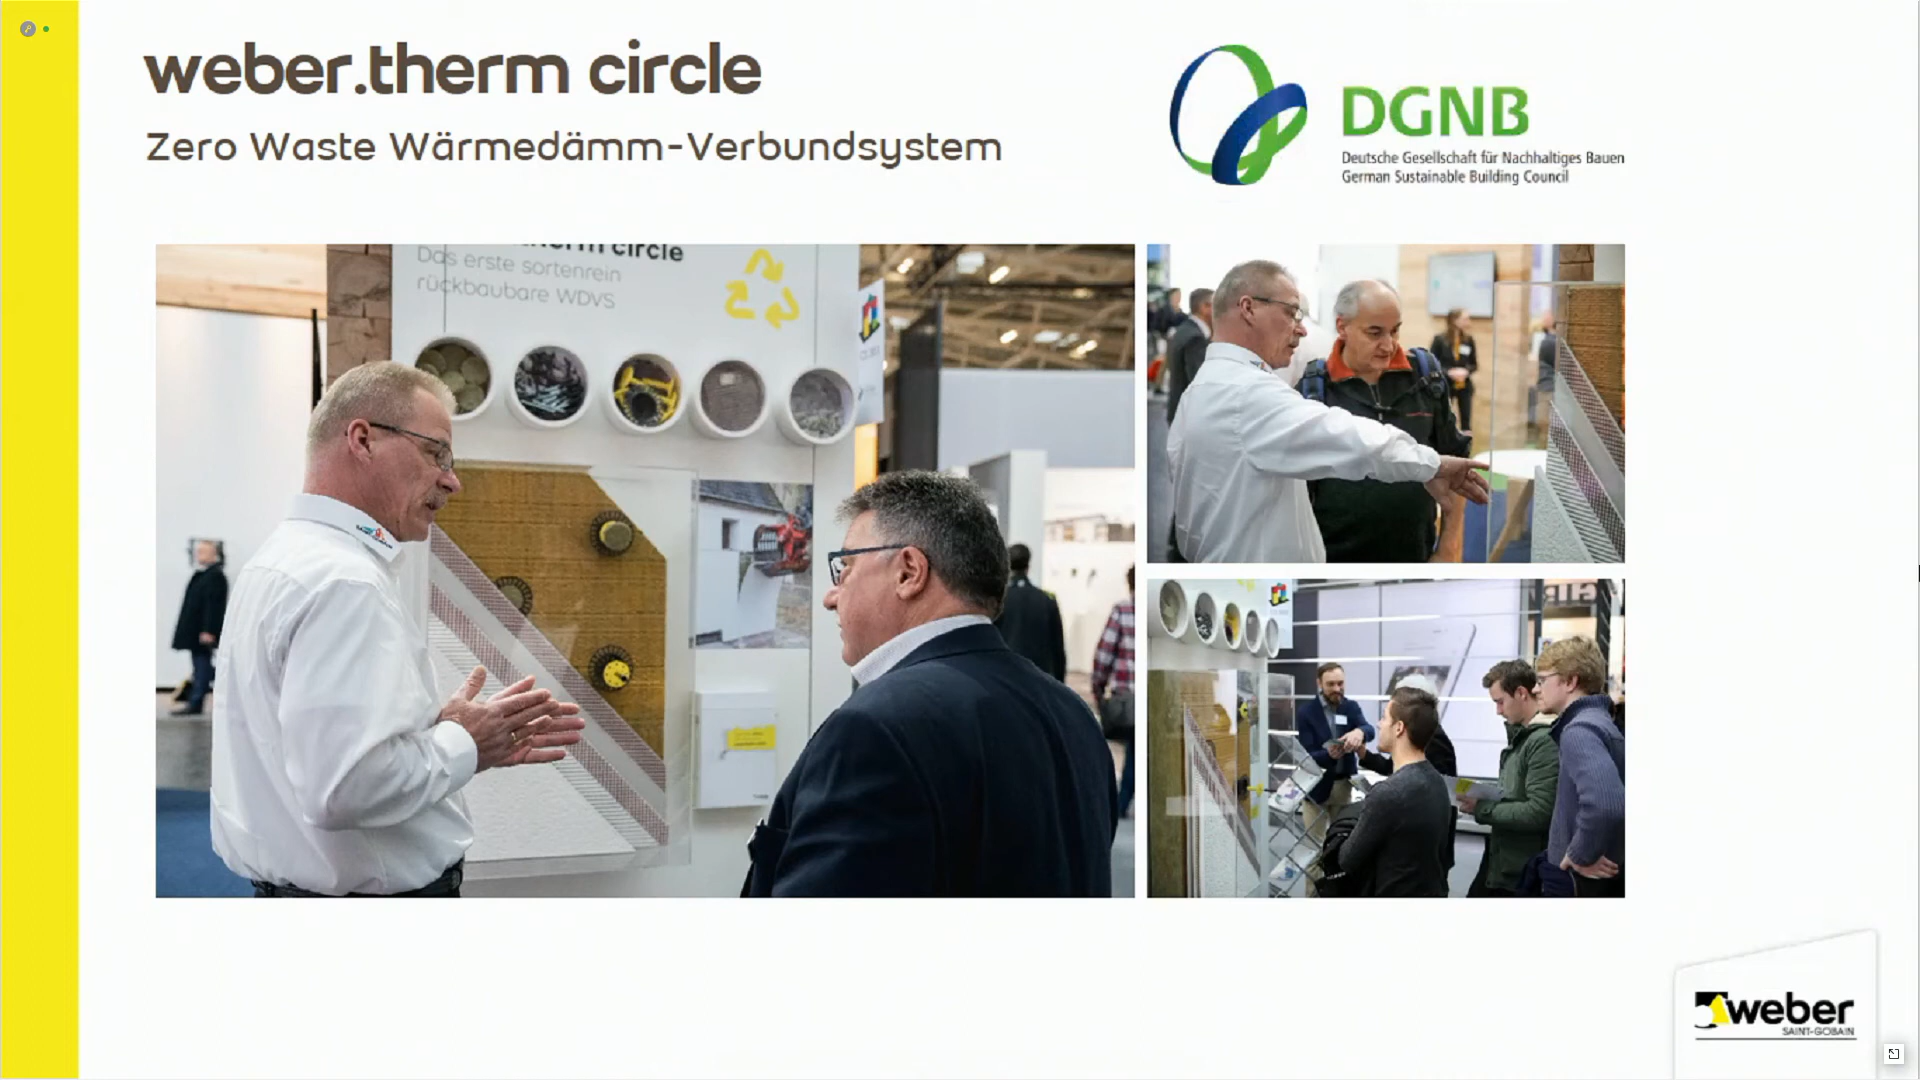 weber.therm circle
Zero Waste Wärmedämm-Verbundsystem
DGNB
Deutsche Gesellschaft für Nachhaltiges Bauen
German Sustainable Building Council
therm circle
Das erste sortenrein
rückbaubare WDVS
weber
SAINT-GOBAIN